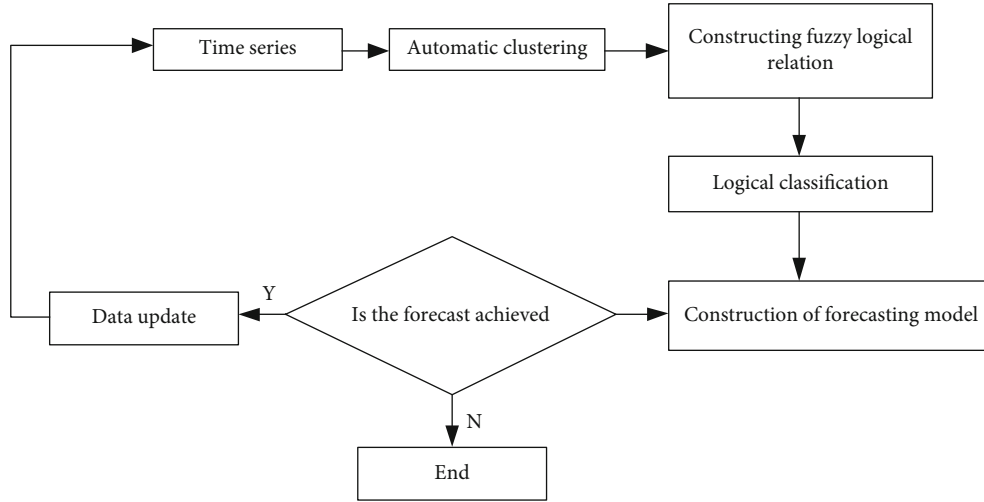 Time series
Automatic clustering
Constructing fuzzy logical
relation
Logical classification
Construction of forecasting model
Is the forecast achieved
Y
Data update
N
End